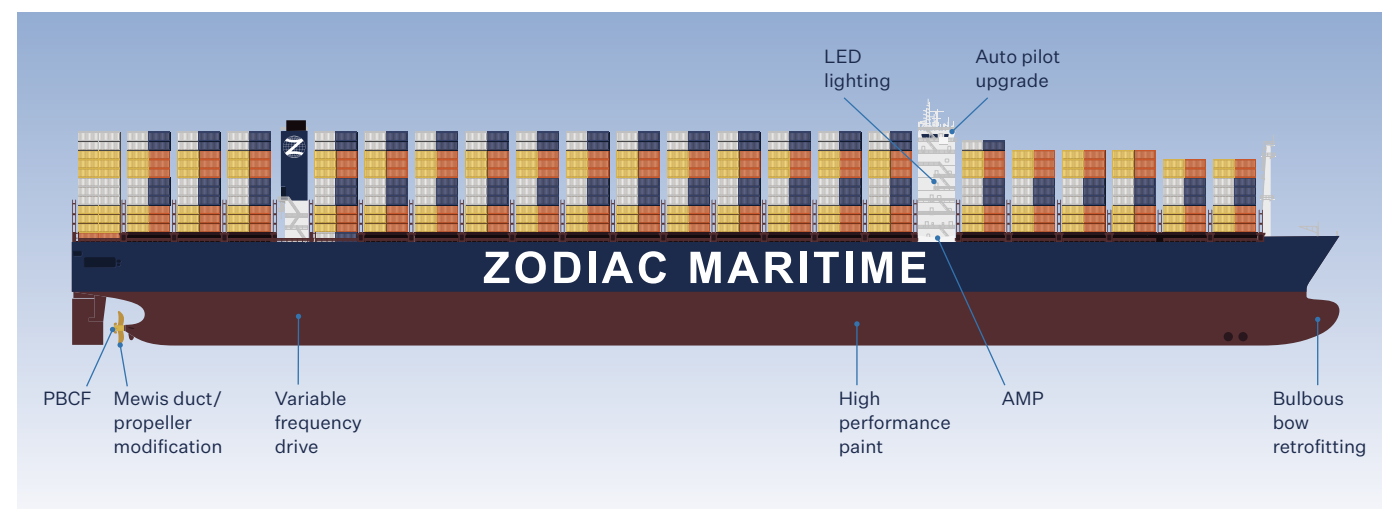 LED
lighting
Auto pilot
upgrade
Z
ZODIAC MARITIME
PBCF
Mewis duct/
propeller
modification
Variable
frequency
drive
High
performance
paint
AMP
Bulbous
bow
retrofitting